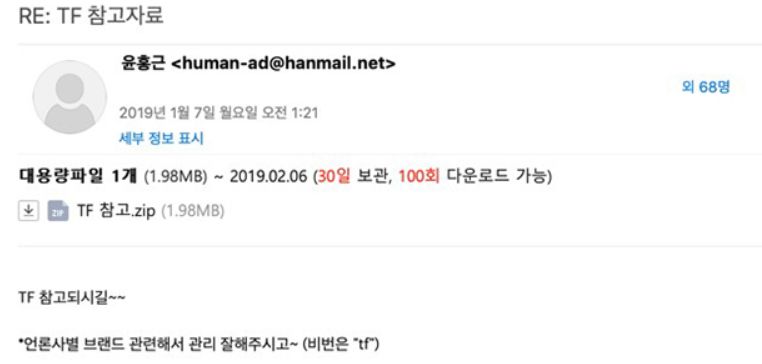 RE: TF 참고자료
윤홍근 <human-ad@hanmail.net>
외 68명
2019년 1월 7일 월요일 오전 1:21
세부 정보 표시
대용량파일 1개 (1.98MB) ~ 2019.02.06 (30일 보관, 100회 다운로드 가능)
ZIP TF 참고.zip (1.98MB)
TF 참고되시길~~
*언론사별 브랜드 관련해서 관리 잘해주시고~ (비번은 "tf")